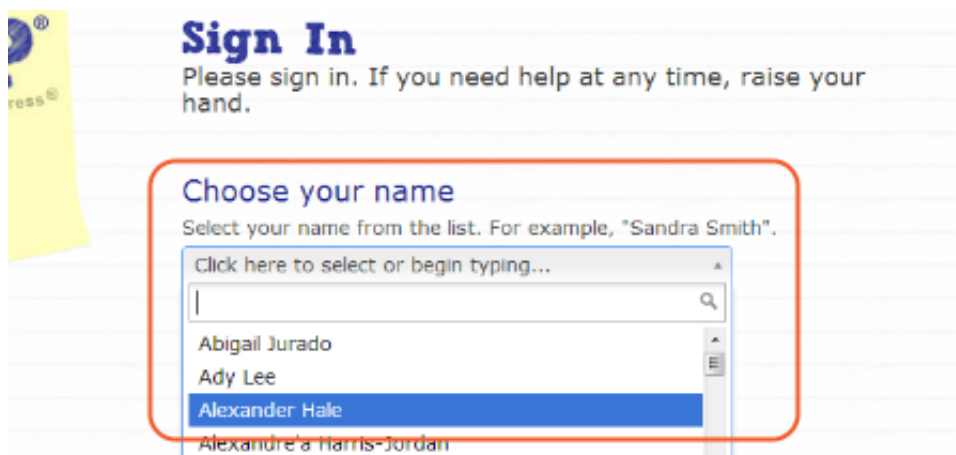 ®
ress®
Sign In
Please sign in. If you need help at any time, raise your
hand.
Choose your name
Select your name from the list. For example, "Sandra Smith".
Click here to select or begin typing...
Abigail Jurado
Ady Lee
Alexander Hale
Alexandre'a Harris-Jordan